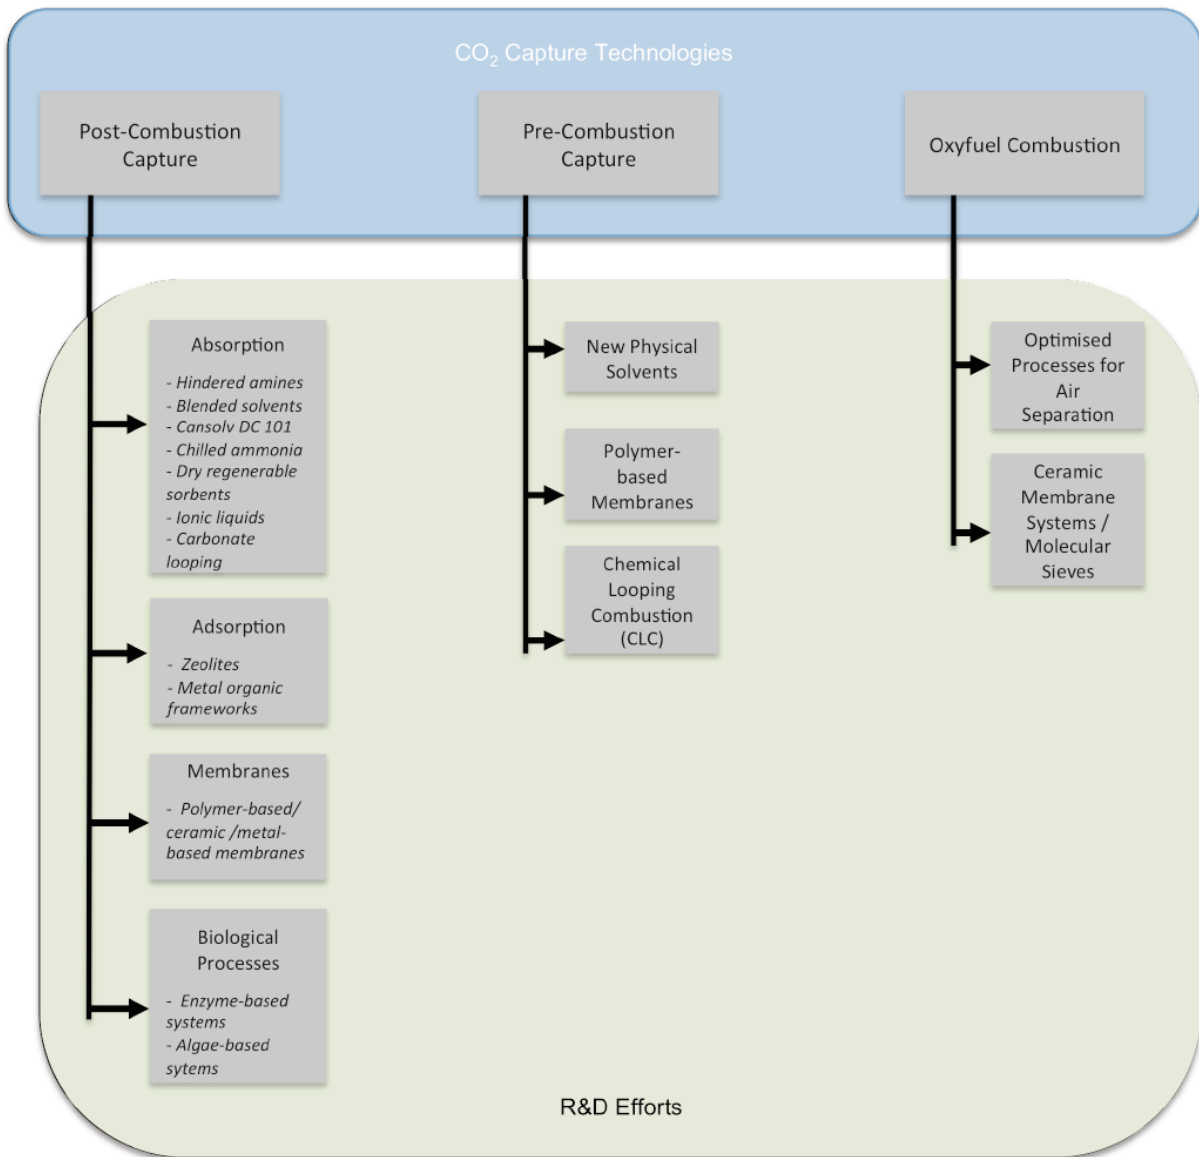 CO₂ Capture Technologies
Post-Combustion
Capture
Pre-Combustion
Capture
Oxyfuel Combustion
Absorption
- Hindered amines
- Blended solvents
- Cansolv DC 101
- Chilled ammonia
- Dry regenerable
sorbents
- Ionic liquids
- Carbonate
looping
Adsorption
- Zeolites
- Metal organic
frameworks
Membranes
- Polymer-based/
ceramic /metal-
based membranes
Biological
Processes
- Enzyme-based
systems
- Algae-based
sytems
New Physical
Solvents
Polymer-
based
Membranes
Chemical
Looping
Combustion
(CLC)
Optimised
Processes for
Air
Separation
Ceramic
Membrane
Systems /
Molecular
Sieves
R&D Efforts